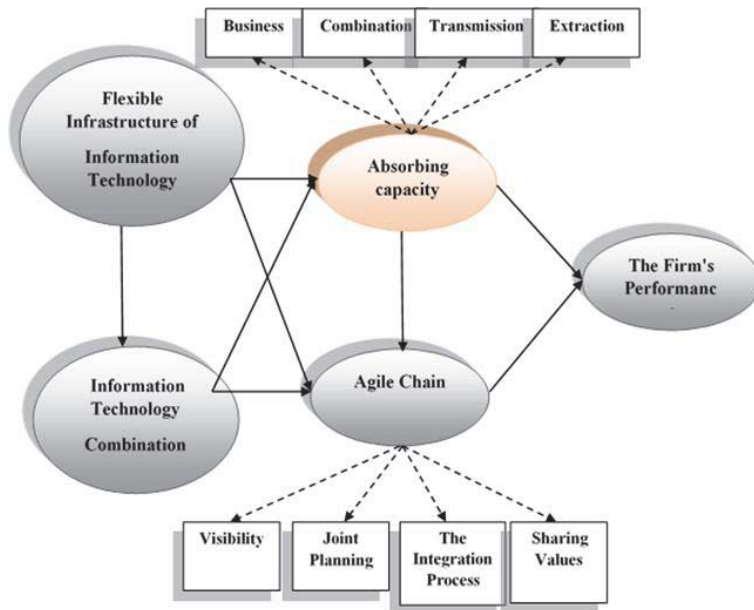 Business
Combination
Transmission
Extraction
Flexible
Infrastructure of
Information
Technology
Absorbing
capacity
The Firm's
Performanc
.
Information
Technology
Combination
Agile Chain
Visibility
Joint
Planning
The
Integration
Process
Sharing
Values